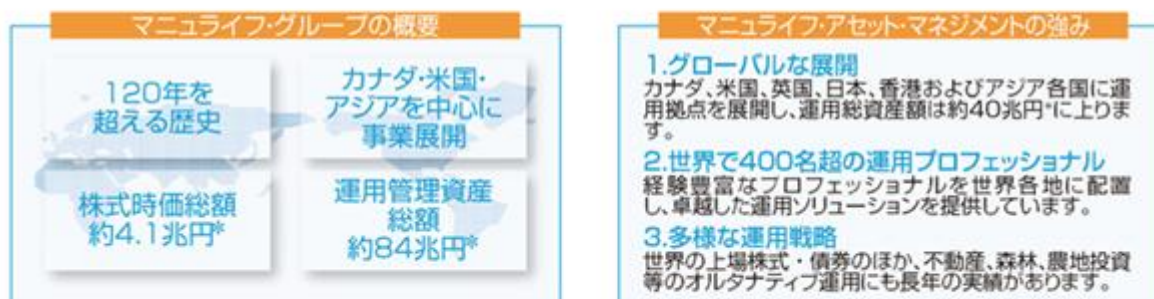 マニュライフ・グループの概要
120年を
超える歴史
カナダ・米国・
アジアを中心に
事業展開
株式時価総額
約4.1兆円*
運用管理資産
総額
約84兆円*
マニュライフ・アセット・マネジメントの強み
1.グローバルな展開
カナダ、米国、英国、日本、香港およびアジア各国に運
用拠点を展開し、運用総資産額は約40兆円*に上りま
す。
2.世界で400名超の運用プロフェッショナル
経験豊富なプロフェッショナルを世界各地に配置
し、卓越した運用ソリューションを提供しています。
3.多様な運用戦略
世界の上場株式・債券のほか、不動産、森林、農地投資
等のオルタナティブ運用にも長年の実績があります。